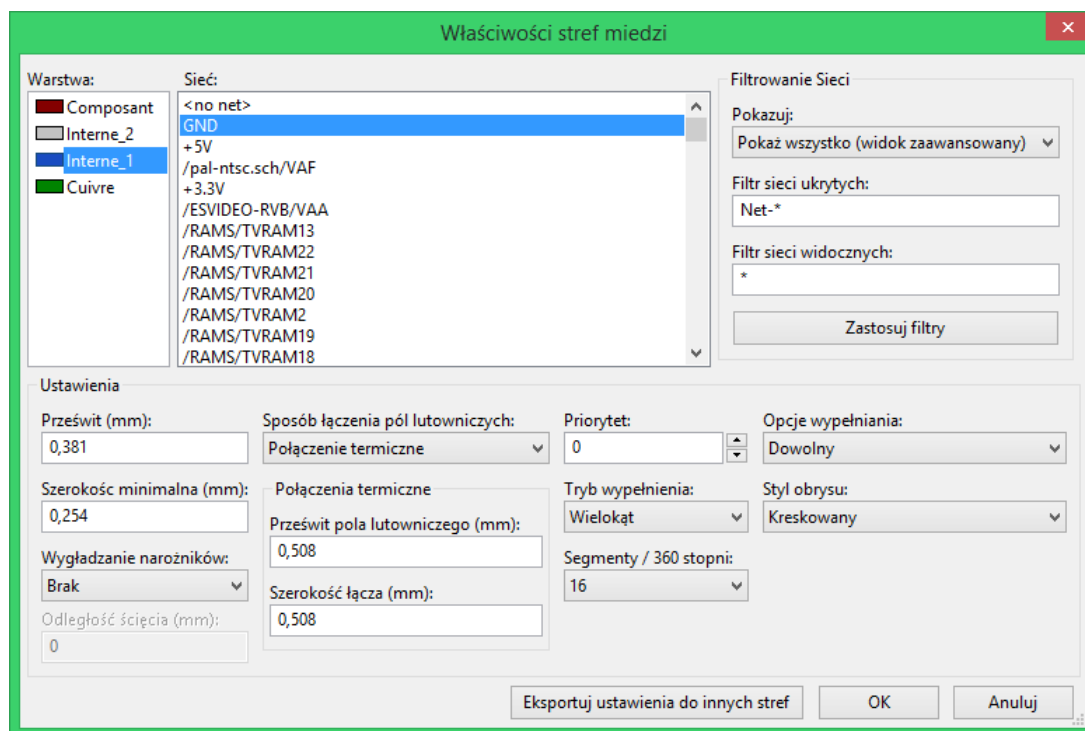 Właściwości stref miedzi
Warstwa:
Composant
Interne_2
Interne_1
Cuivre
Sieć:
<no net>
GND
+5V
/pal-ntsc.sch/VAF
+3.3V
/ESVIDEO-RVB/VAA
/RAMS/TVRAM13
/RAMS/TVRAM22
/RAMS/TVRAM21
/RAMS/TVRAM20
/RAMS/TVRAM2
/RAMS/TVRAM19
/RAMS/TVRAM18
Filtrowanie Sieci
Pokazuj:
Pokaż wszystko (widok zaawansowany)
Filtr sieci ukrytych:
Net-*
Filtr sieci widocznych:
*
Zastosuj filtry
Ustawienia
Prześwit (mm):
0,381
Szerokośc minimalna (mm):
0,254
Wygładzanie narożników:
Brak
Odległość ścięcia (mm):
0
Sposób łączenia pól lutowniczych:
Połączenie termiczne
Połączenia termiczne
Prześwit pola lutowniczego (mm):
0,508
Szerokość łącza (mm):
0,508
Priorytet:
0
Tryb wypełnienia:
Wielokąt
Segmenty / 360 stopni:
16
Opcje wypełniania:
Dowolny
Styl obrysu:
Kreskowany
Eksportuj ustawienia do innych stref
OK
Anuluj